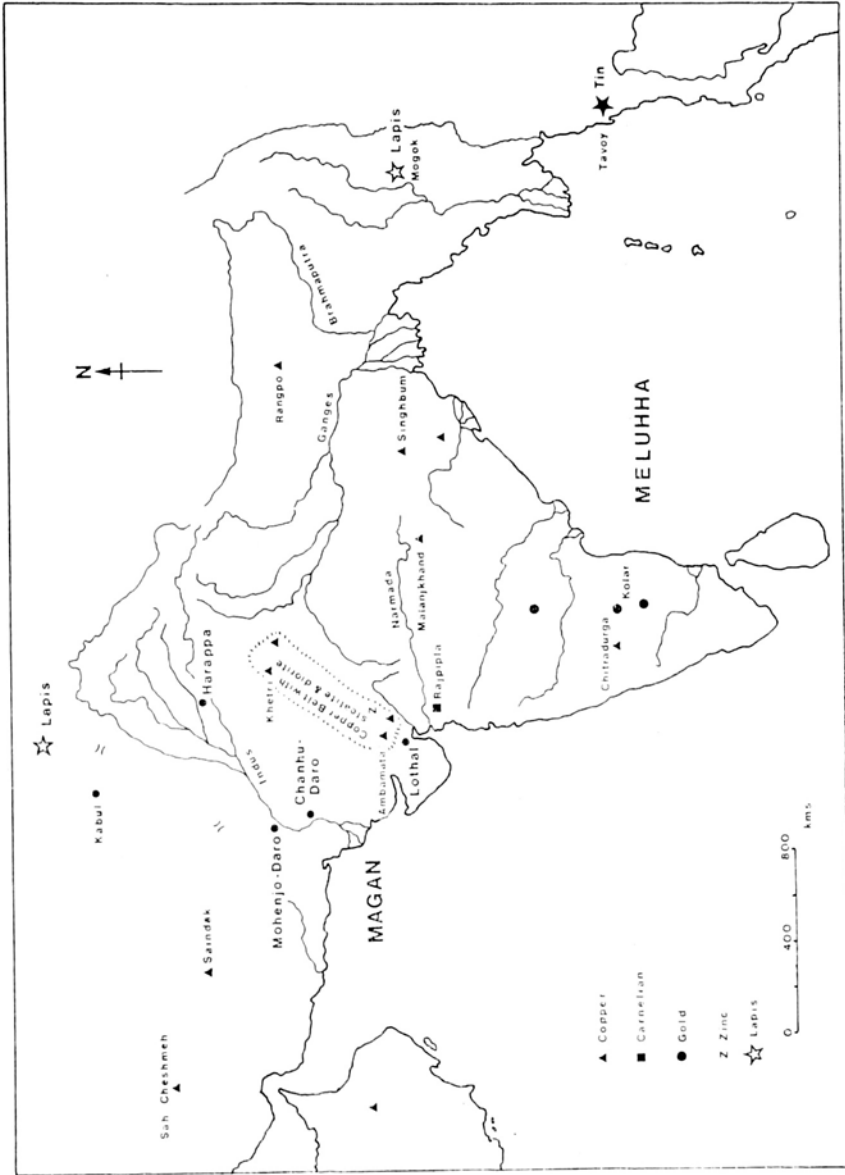 Lapis
Kabul
Harappa
Saindak
Sah Cheshmeh
Indus
Mohenjo-Daro
Chanhu-
Daro
Khetri
Copper Belt with
steatite & diorite
Z
Ambamata
Lothal
MAGAN
N
Rangpo
Brahmaputra
Ganges
Lapis
Mogok
Singhbum
Narmada
Malanjkhand
Rajpipla
Tavoy
Tin
MELUHHA
Kolar
Chitradurga
Copper
Carnelian
Gold
Z Zinc
Lapis
0 400 800
kms